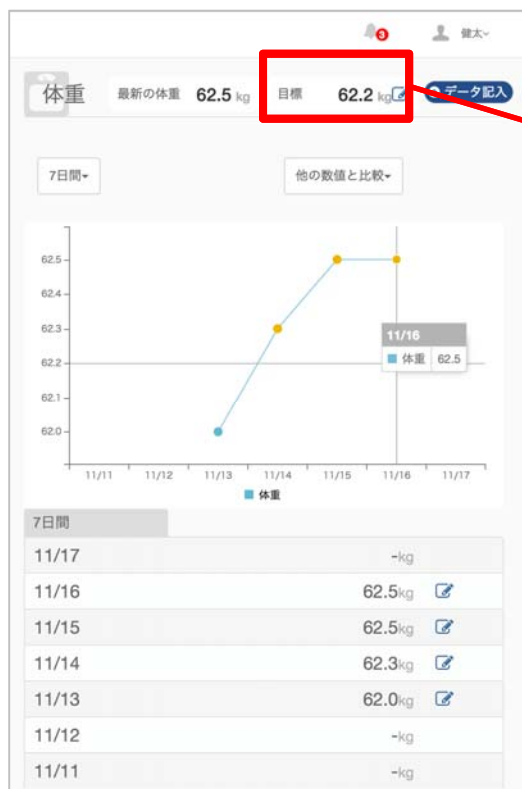 3 健太
体重 最新の体重 62.5 kg 目標 62.2 kg データ記入
7日間 他の数値と比較
62.5
62.4
62.3
62.2
62.1
62.0
11/16
体重 62.5
11/11 11/12 11/13 11/14 11/15 11/16 11/17
体重
7日間
11/17 -kg
11/16 62.5kg
11/15 62.5kg
11/14 62.3kg
11/13 62.0kg
11/12 -kg
11/11 -kg